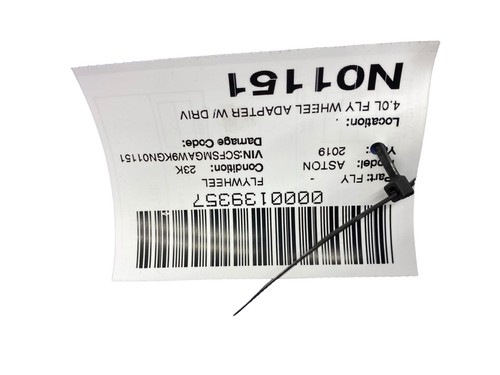 0000139357
Part: FLY - FLYWHEEL
Model: ASTON Condition: 23K
2019 VIN:SCFSMGAW9KGN01151
Location: . Damage Code:
4.0L FLY WHEEL ADAPTER W/ DRIV
N01151